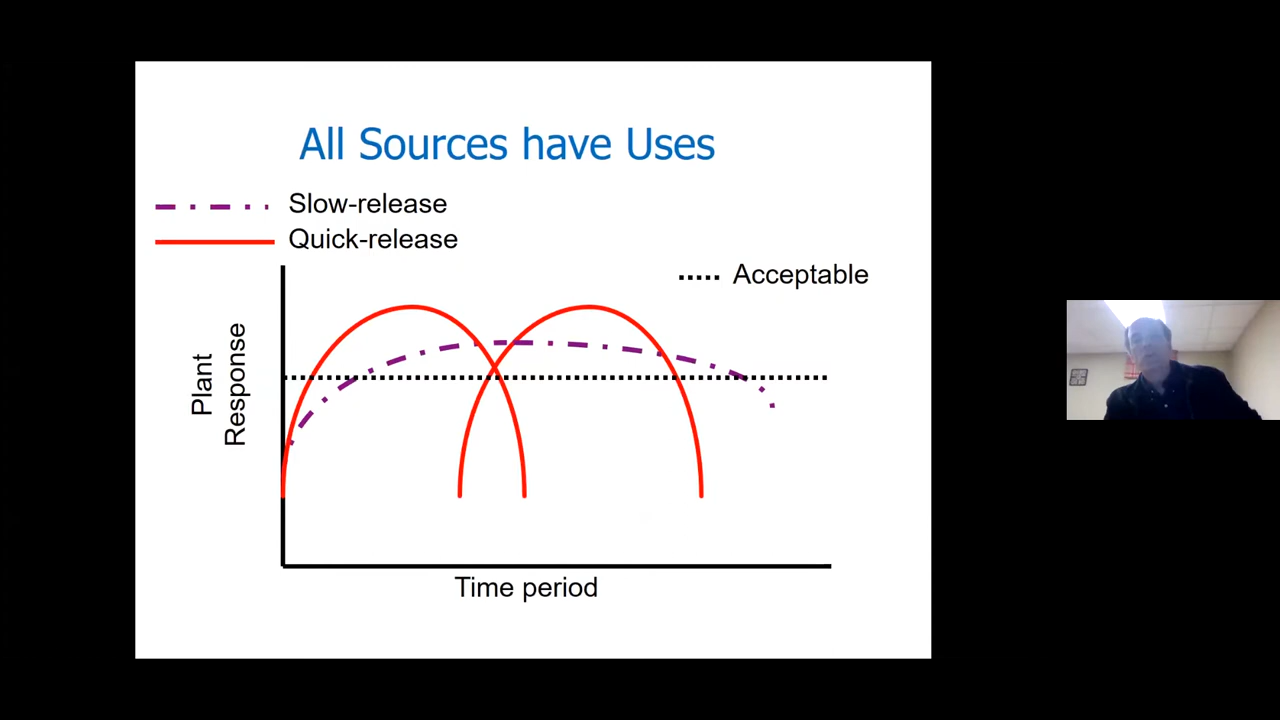 All Sources have Uses
Slow-release
Quick-release
Acceptable
Plant
Response
Time period